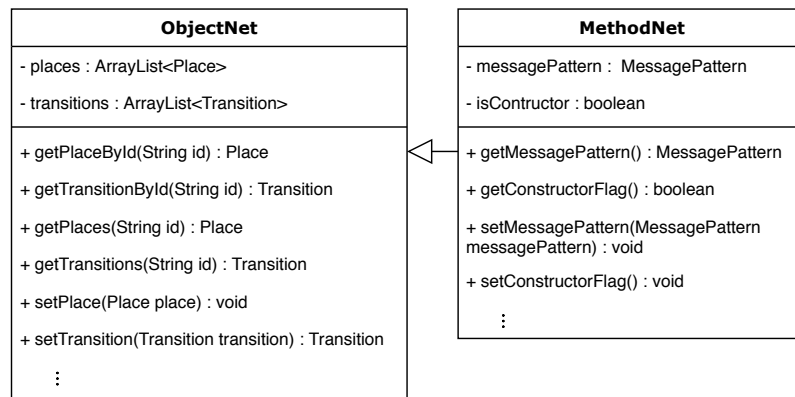 ObjectNet
- places : ArrayList<Place>
- transitions : ArrayList<Transition>
+ getPlaceById(String id) : Place
+ getTransitionById(String id) : Transition
+ getPlaces(String id) : Place
+ getTransitions(String id) : Transition
+ setPlace(Place place) : void
+ setTransition(Transition transition) : Transition
⋮
MethodNet
- messagePattern : MessagePattern
- isContructor : boolean
+ getMessagePattern() : MessagePattern
+ getConstructorFlag() : boolean
+ setMessagePattern(MessagePattern
messagePattern) : void
+ setConstructorFlag() : void
⋮